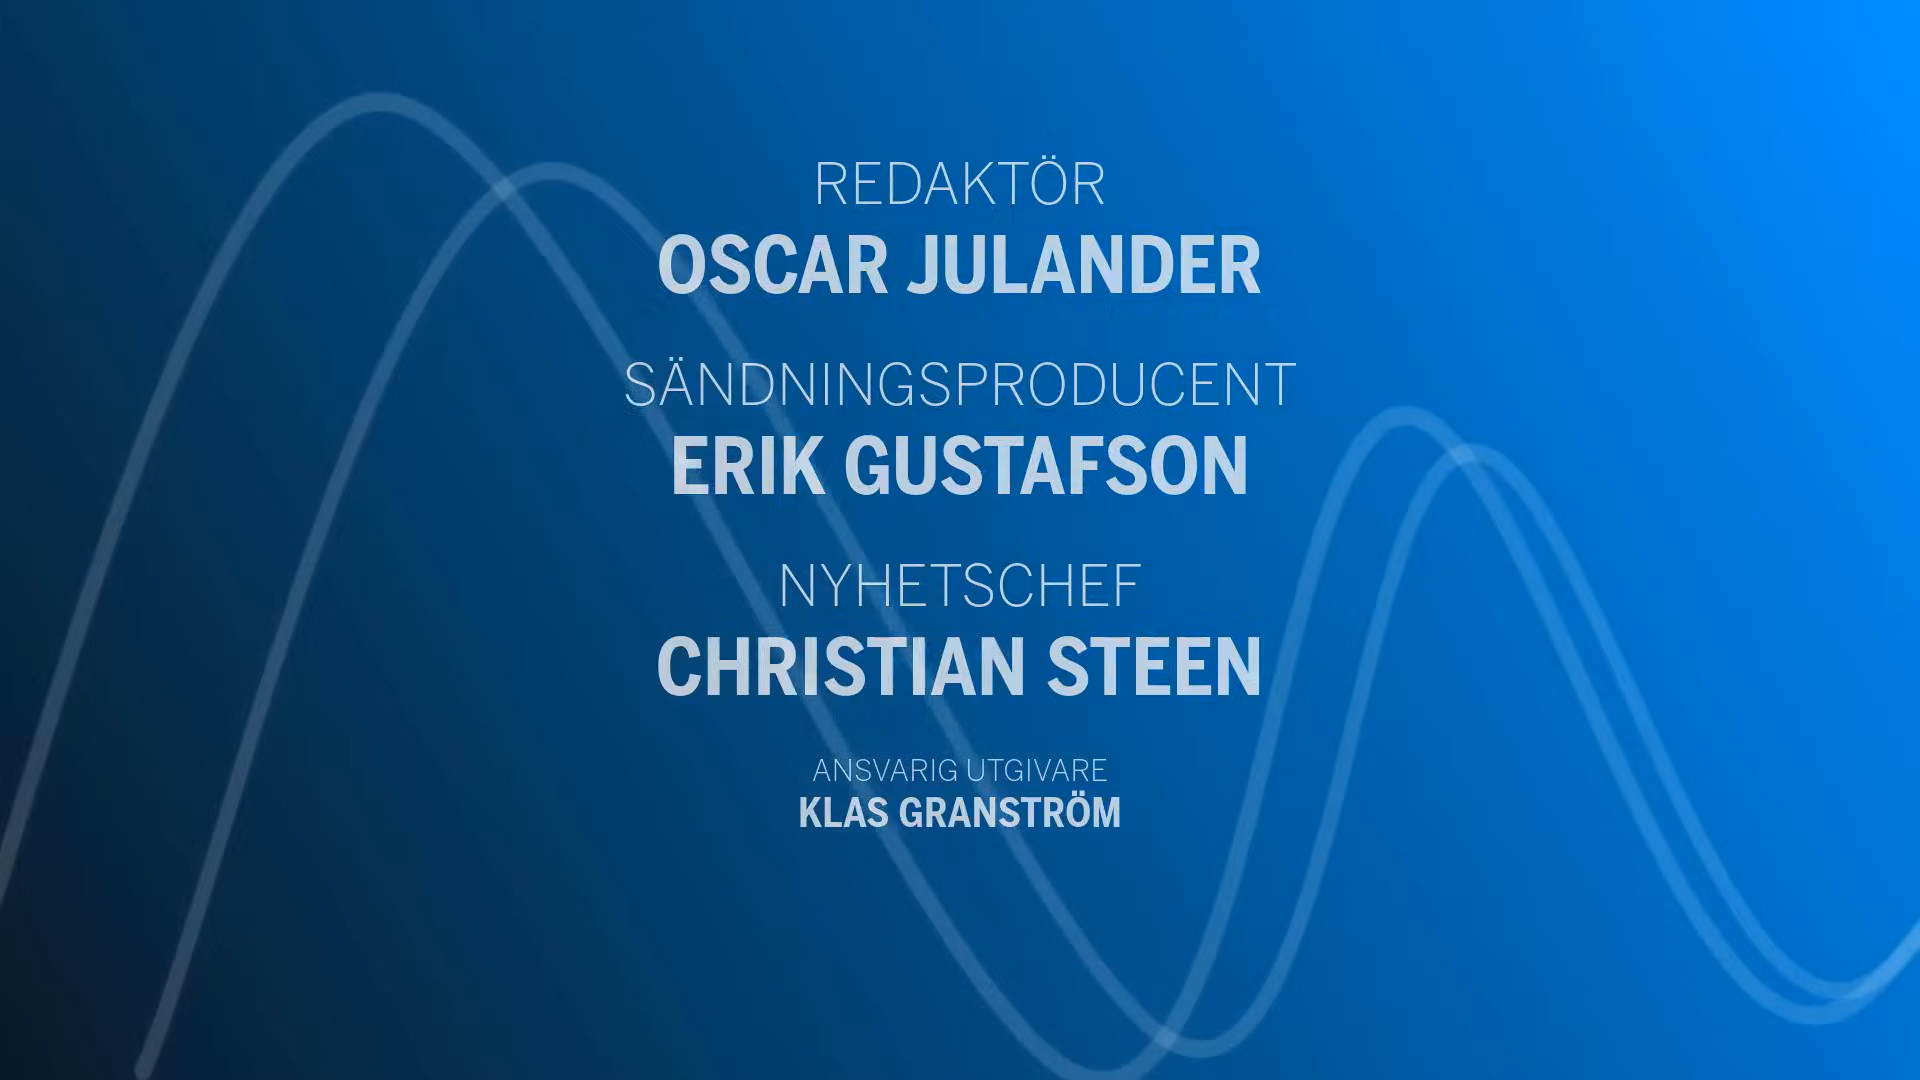 REDAKTÖR
OSCAR JULANDER
SÄNDNINGSPRODUCENT
ERIK GUSTAFSON
NYHETSCHEF
CHRISTIAN STEEN
ANSVARIG UTGIVARE
KLAS GRANSTRÖM